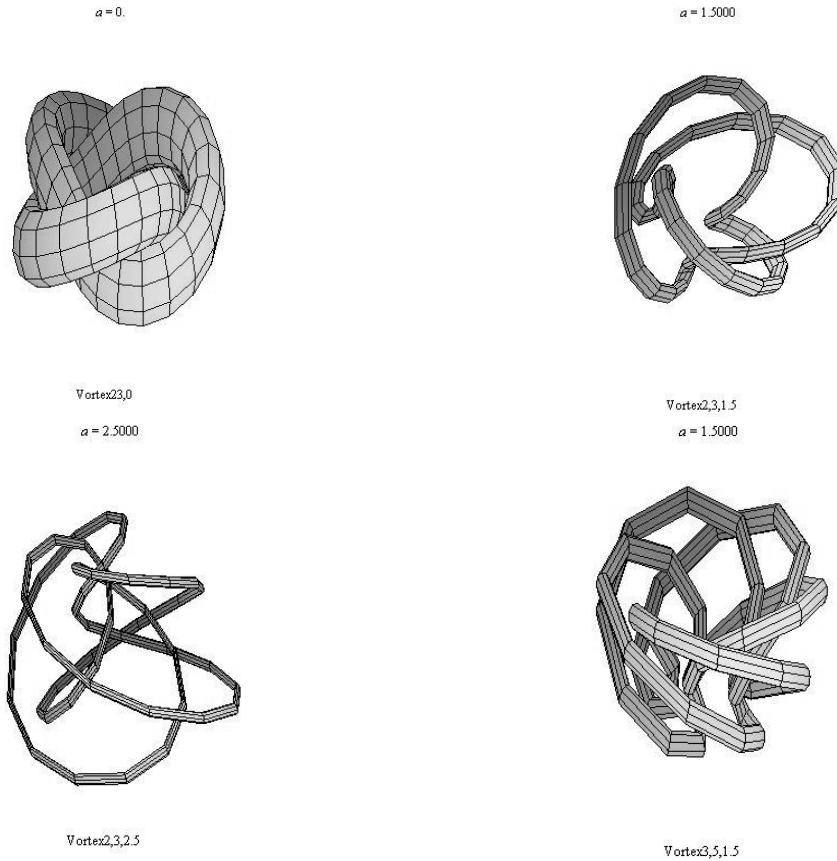 a = 0.
a = 1.5000
Vortex23,0
Vortex2,3,1.5
a = 2.5000
a = 1.5000
Vortex2,3,2.5
Vortex3,5,1.5